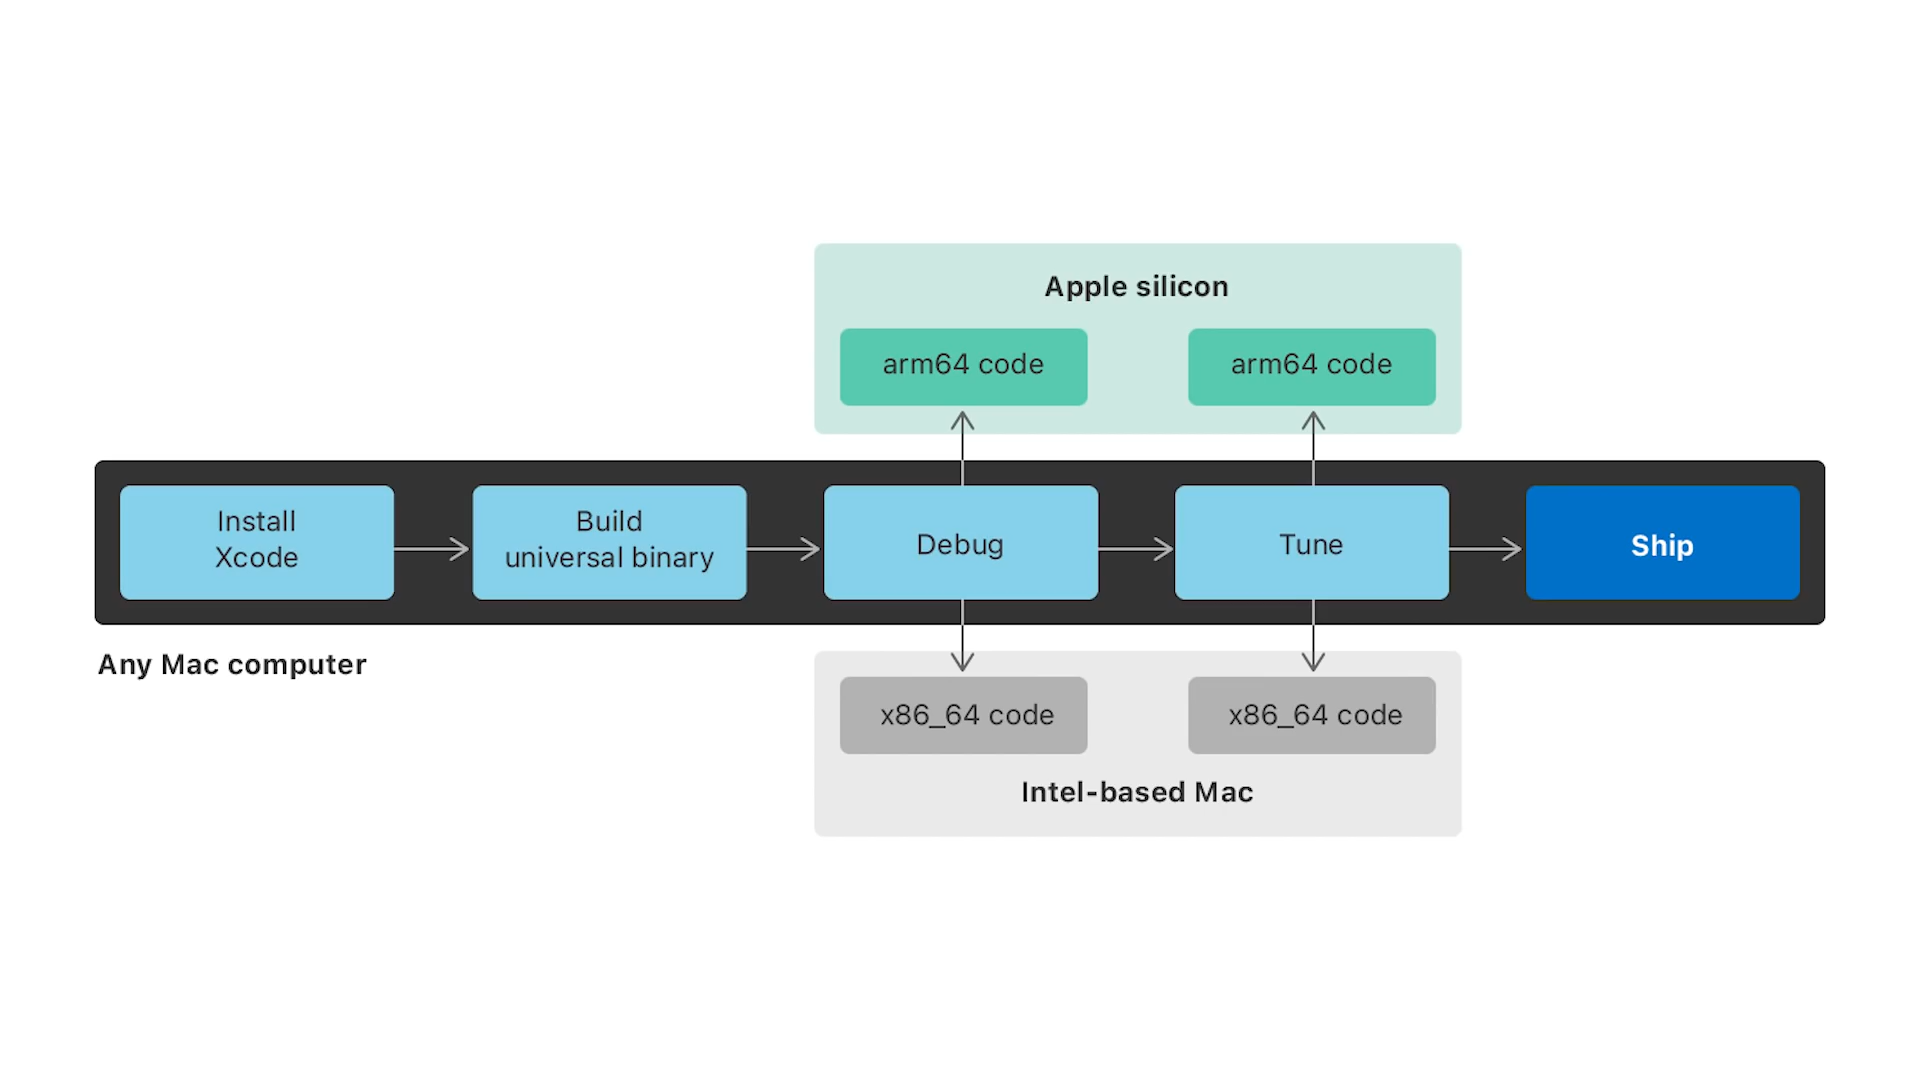 Apple silicon
arm64 code
arm64 code
Install
Xcode
Build
universal binary
Debug
Tune
Ship
Any Mac computer
x86_64 code
x86_64 code
Intel-based Mac